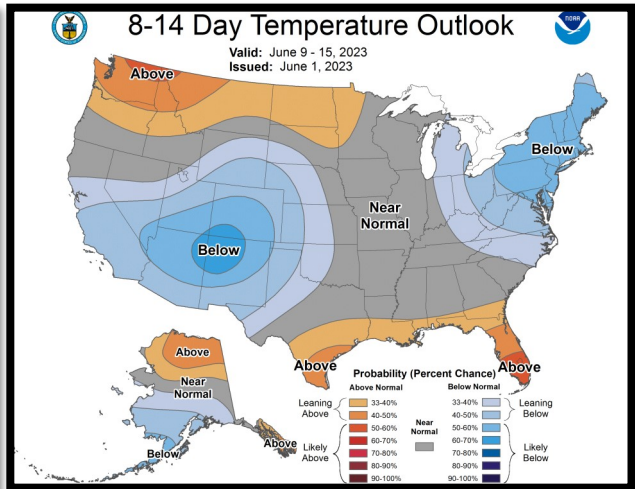 8-14 Day Temperature Outlook
NOAA
Valid: June 9 - 15, 2023
Issued: June 1, 2023
Above
Below
Near
Normal
Below
Above
Above
Above
Near
Normal
Below
Above
Probability (Percent Chance)
Above Normal
Below Normal
Leaning
Above
33-40%
40-50%
Likely
Above
50-60%
60-70%
70-80%
80-90%
90-100%
Near
Normal
33-40%
40-50%
Leaning
Below
50-60%
60-70%
70-80%
80-90%
90-100%
Likely
Below